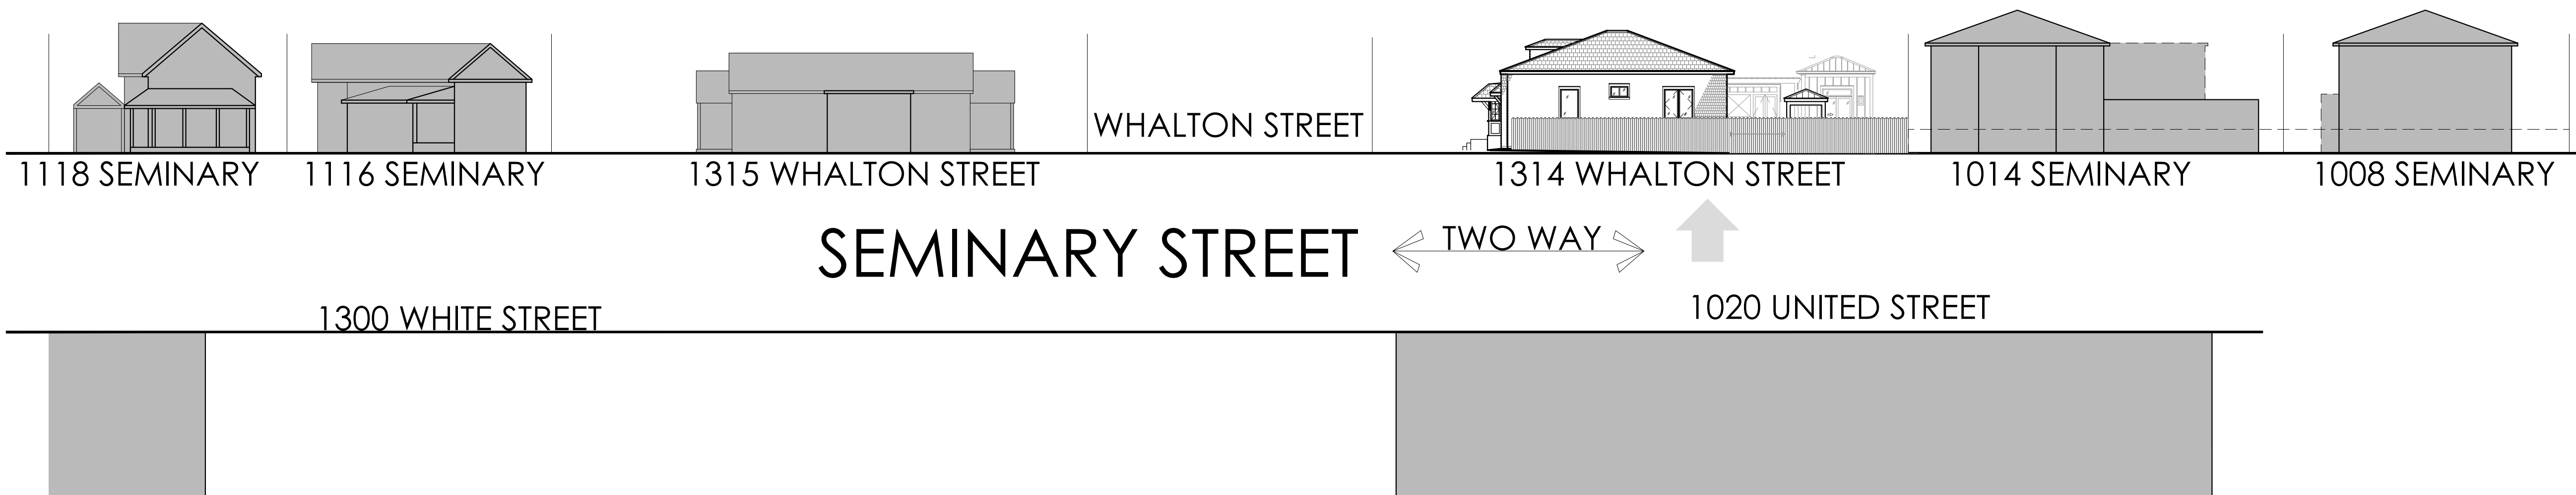 WHALTON STREET
1118 SEMINARY
1116 SEMINARY
1315 WHALTON STREET
1314 WHALTON STREET
1014 SEMINARY
1008 SEMINARY
SEMINARY STREET
TWO WAY
1300 WHITE STREET
1020 UNITED STREET